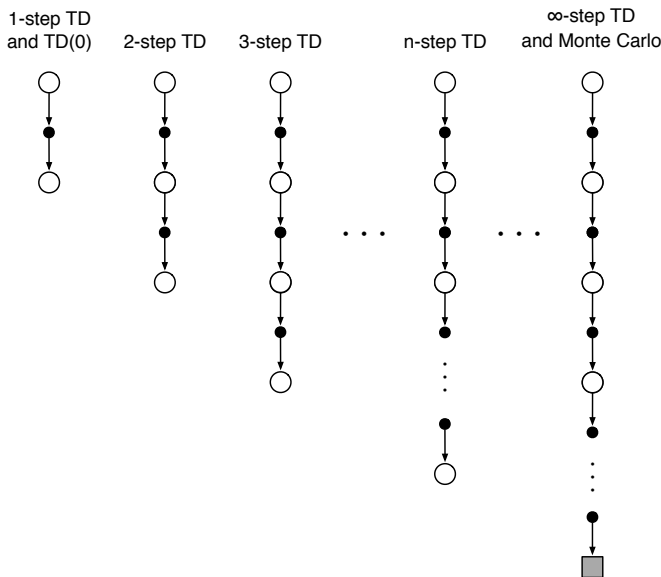 1-step TD
and TD(0)
2-step TD
3-step TD
n-step TD
∞-step TD
and Monte Carlo